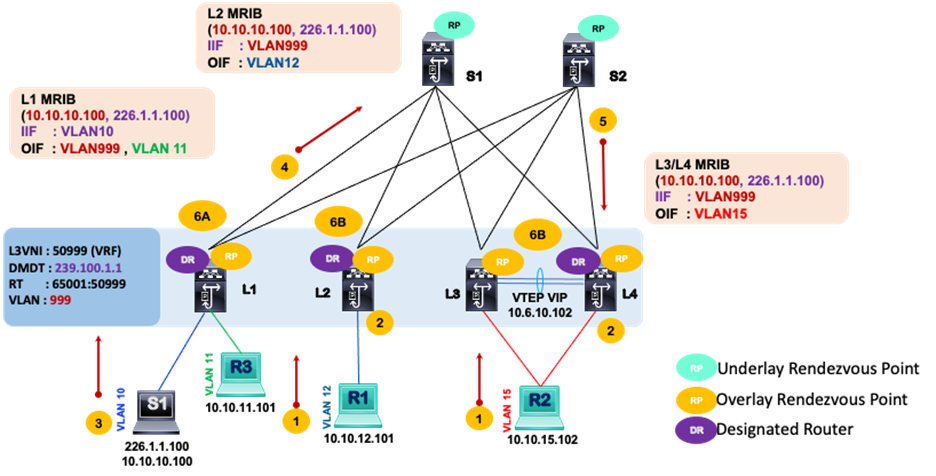 L2 MRIB
(10.10.10.100, 226.1.1.100)
IIF : VLAN999
OIF : VLAN12
RP
RP
S1
S2
L1 MRIB
(10.10.10.100, 226.1.1.100)
IIF : VLAN10
OIF : VLAN999 , VLAN 11
4
5
L3/L4 MRIB
(10.10.10.100, 226.1.1.100)
IIF : VLAN999
OIF : VLAN15
6A
6B
6B
L3VNI : 50999 (VRF)
DMDT : 239.100.1.1
RT : 65001:50999
VLAN : 999
DR
RP
L1
DR
RP
L2
RP
L3
DR
RP
L4
VTEP VIP
10.6.10.102
2
2
3
VLAN 10
S1
226.1.1.100
10.10.10.100
VLAN 11
R3
10.10.11.101
1
VLAN 12
R1
10.10.12.101
1
VLAN 15
R2
10.10.15.102
RP Underlay Rendezvous Point
RP Overlay Rendezvous Point
DR Designated Router